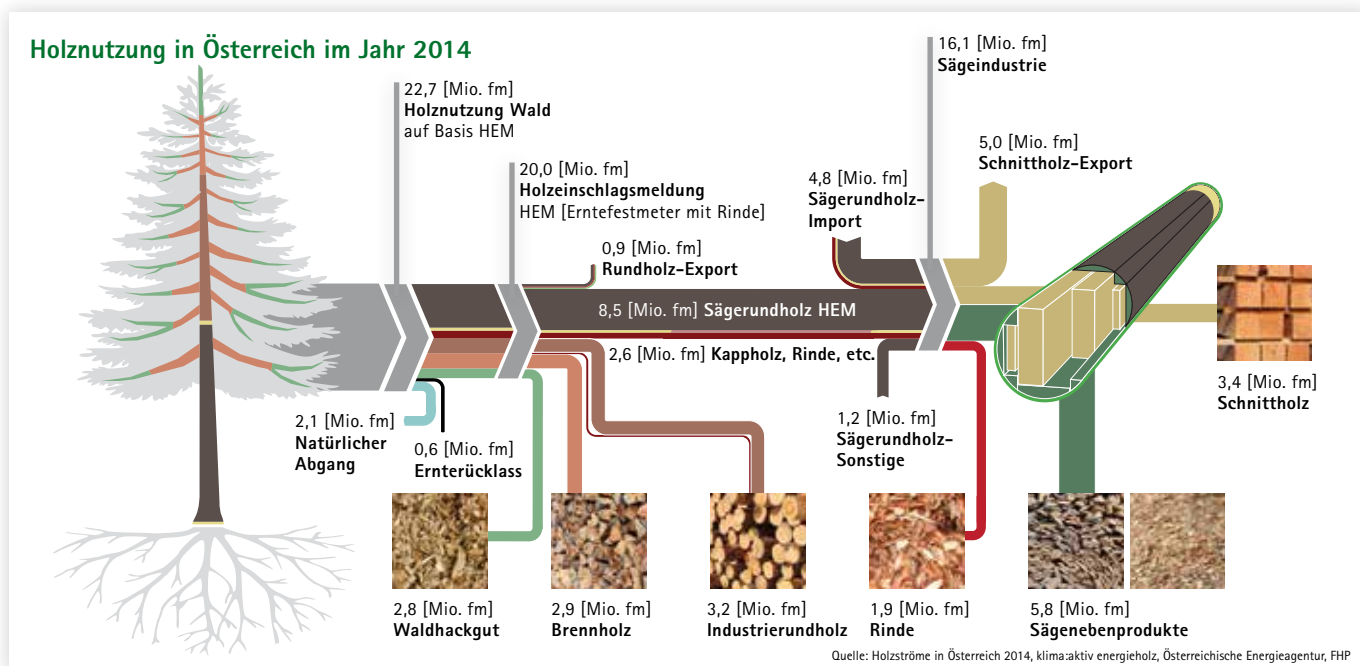 Holznutzung in Österreich im Jahr 2014
22,7 [Mio. fm]
Holznutzung Wald
auf Basis HEM
20,0 [Mio. fm]
Holzeinschlagsmeldung
HEM [Erntefestmeter mit Rinde]
0,9 [Mio. fm]
Rundholz-Export
4,8 [Mio. fm]
Sägerundholz-
Import
16,1 [Mio. fm]
Sägeindustrie
5,0 [Mio. fm]
Schnittholz-Export
8,5 [Mio. fm] Sägerundholz HEM
2,6 [Mio. fm] Kappholz, Rinde, etc.
3,4 [Mio. fm]
Schnittholz
2,1 [Mio. fm]
Natürlicher
Abgang
0,6 [Mio. fm]
Ernterücklass
1,2 [Mio. fm]
Sägerundholz-
Sonstige
2,8 [Mio. fm]
Waldhackgut
2,9 [Mio. fm]
Brennholz
3,2 [Mio. fm]
Industrierundholz
1,9 [Mio. fm]
Rinde
5,8 [Mio. fm]
Sägenebenprodukte
Quelle: Holzströme in Österreich 2014, klima:aktiv energieholz, Österreichische Energieagentur, FHP